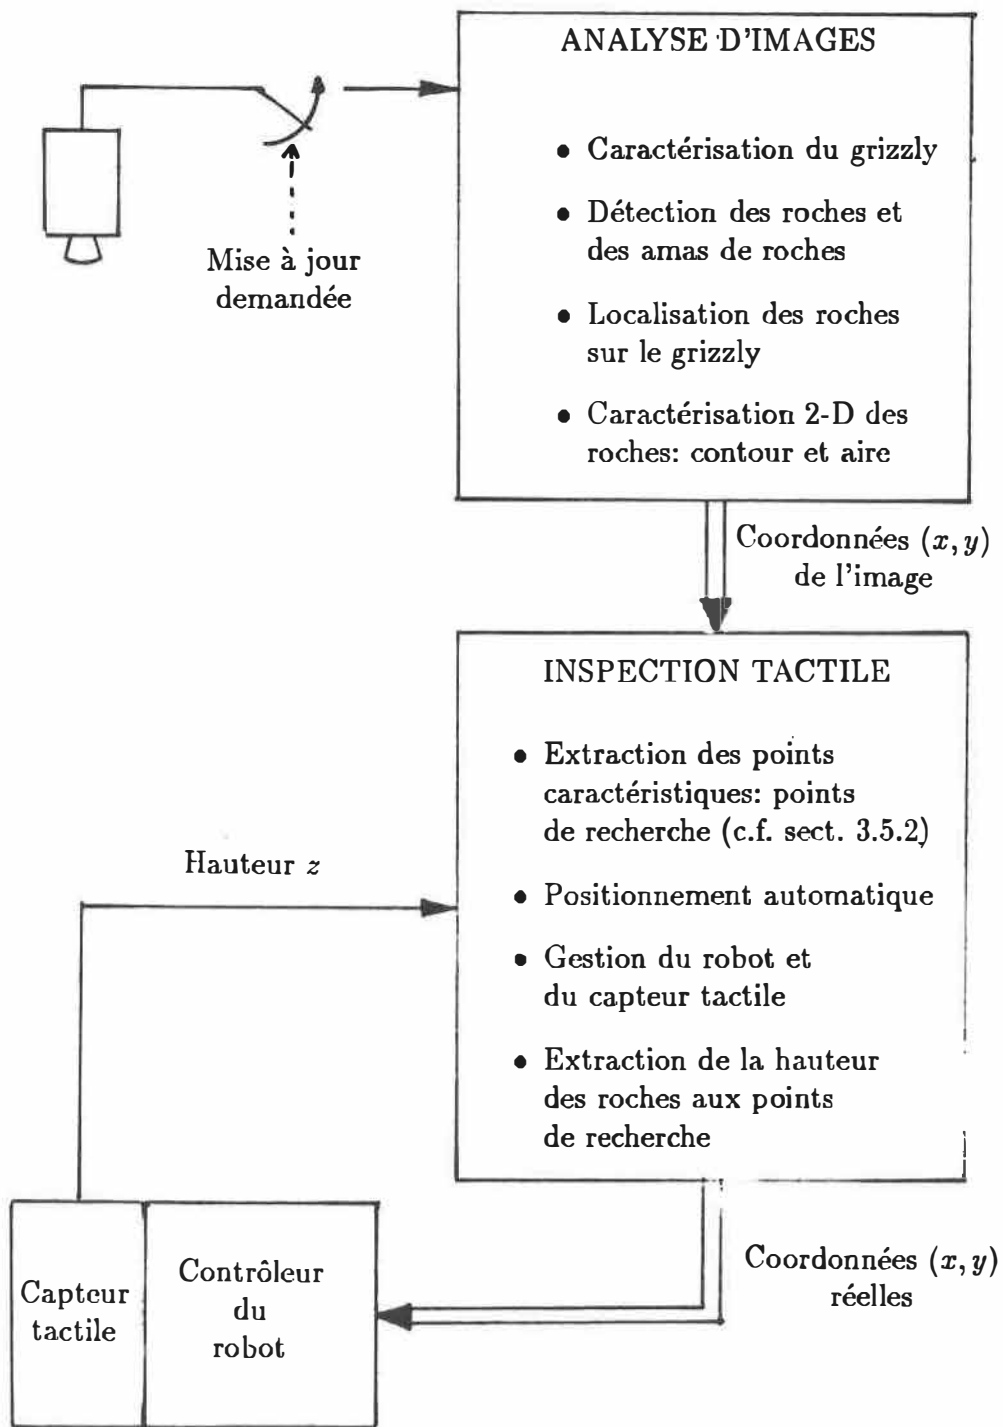 ANALYSE D'IMAGES
• Caractérisation du grizzly
• Détection des roches et
des amas de roches
• Localisation des roches
sur le grizzly
• Caractérisation 2-D des
roches: contour et aire
Mise à jour
demandée
Coordonnées (x, y)
de l'image
INSPECTION TACTILE
• Extraction des points
caractéristiques: points
de recherche (c.f. sect. 3.5.2)
• Positionnement automatique
• Gestion du robot et
du capteur tactile
• Extraction de la hauteur
des roches aux points
de recherche
Hauteur z
Capteur
tactile
Contrôleur
du
robot
Coordonnées (x, y)
réelles